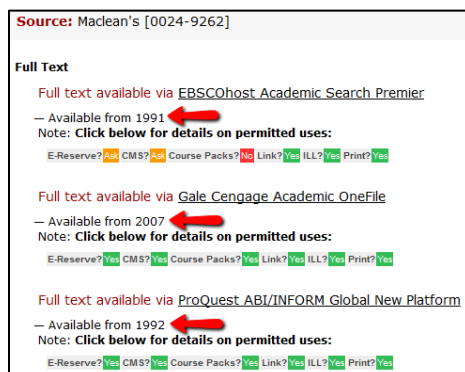 Source: Maclean's [0024-9262]
Full Text
Full text available via EBSCOhost Academic Search Premier
— Available from 1991
Note: Click below for details on permitted uses:
E-Reserve? Ask CMS? Ask Course Packs? No Link? Yes ILL? Yes Print? Yes
Full text available via Gale Cengage Academic OneFile
— Available from 2007
Note: Click below for details on permitted uses:
E-Reserve? Yes CMS? Yes Course Packs? Yes Link? Yes ILL? Yes Print? Yes
Full text available via ProQuest ABI/INFORM Global New Platform
— Available from 1992
Note: Click below for details on permitted uses:
E-Reserve? Yes CMS? Yes Course Packs? Yes Link? Yes ILL? Yes Print? Yes